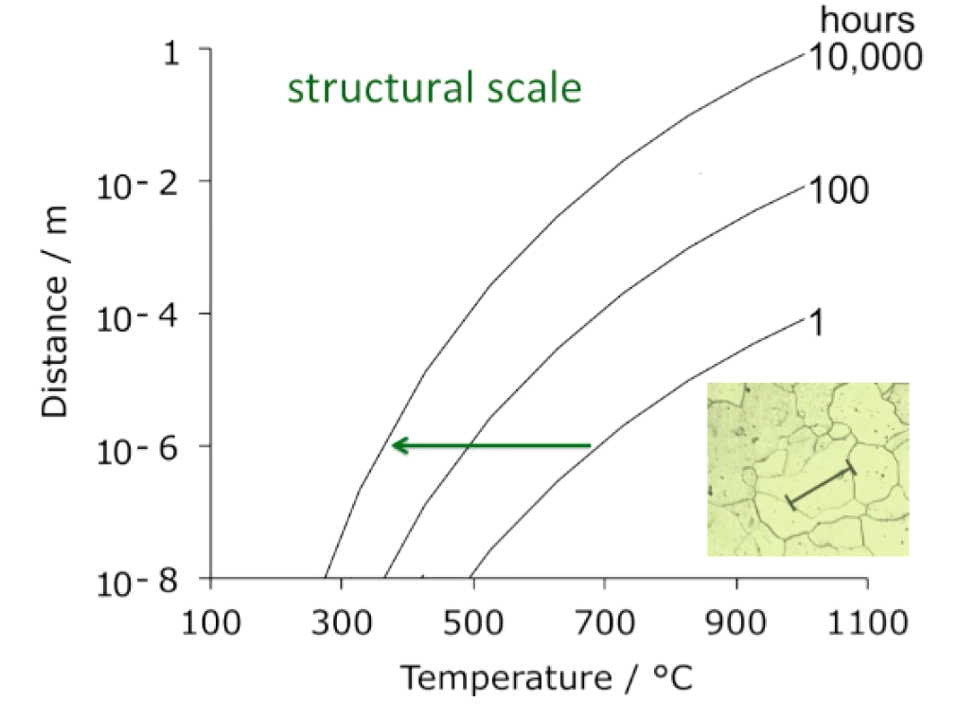 hours
10,000
structural scale
100
1
1
10- 2
10- 4
10- 6
10- 8
Distance / m
100 300 500 700 900 1100
Temperature / °C